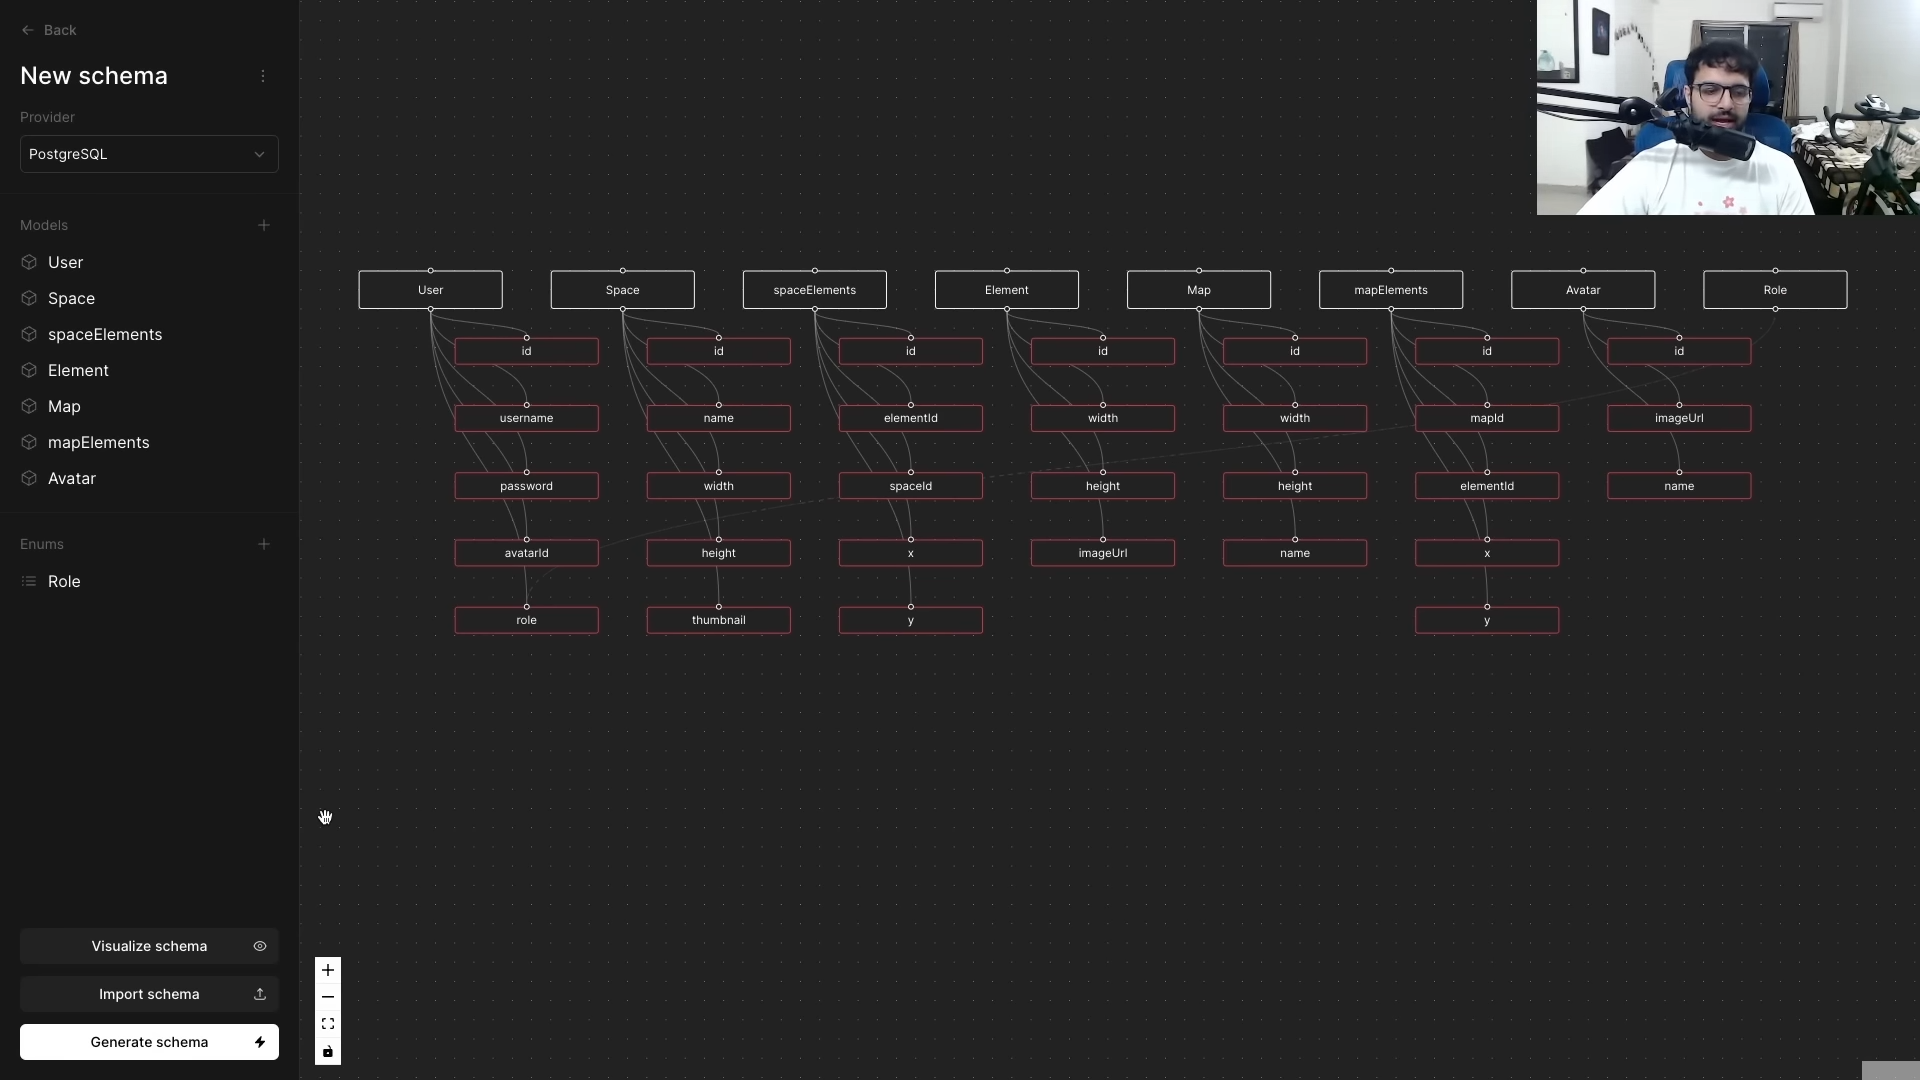 Back
New schema
Provider
PostgreSQL
Models
User
Space
spaceElements
Element
Map
mapElements
Avatar
Enums
Role
Visualize schema
Import schema
Generate schema
User Space spaceElements Element Map mapElements Avatar Role
id id id id id id id
username name elementId width width mapId imageUrl
password width spaceId height height elementId name
avatarId height x imageUrl name x
role thumbnail y y